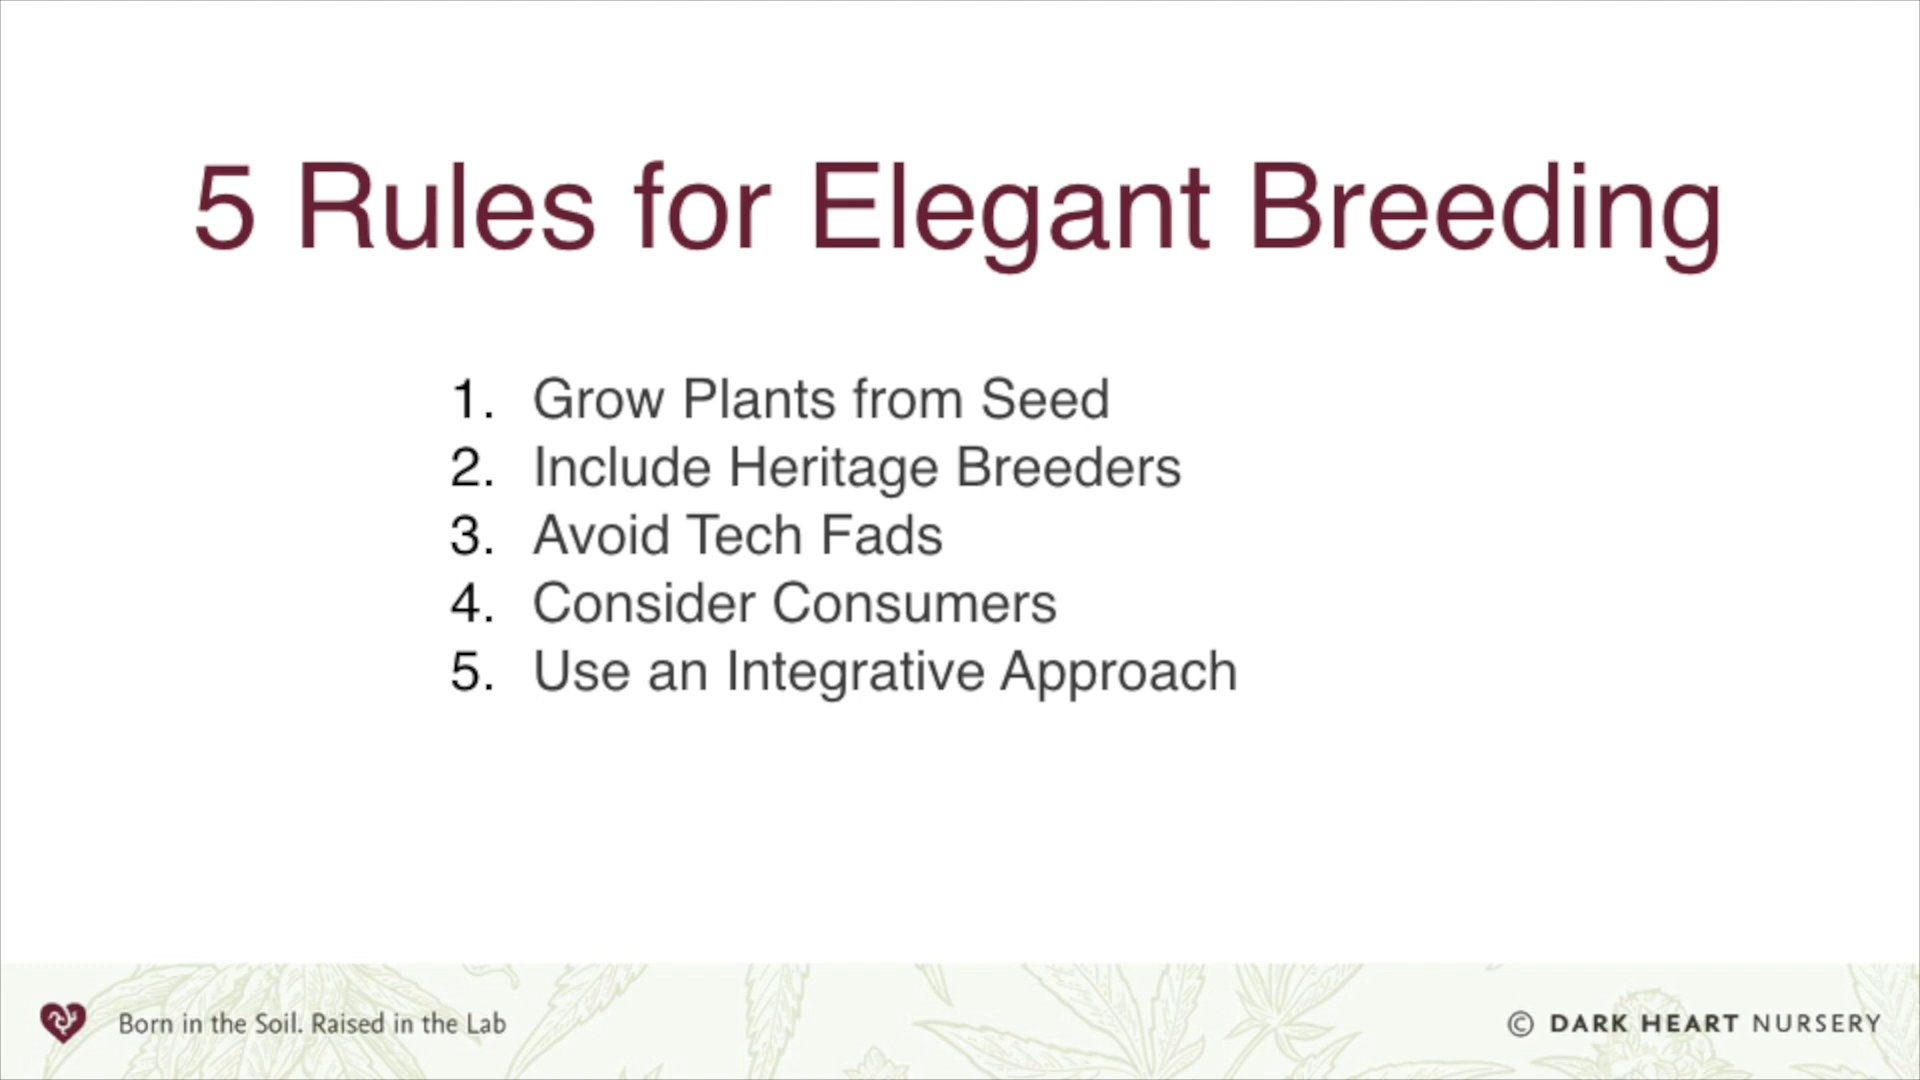 5 Rules for Elegant Breeding
1. Grow Plants from Seed
2. Include Heritage Breeders
3. Avoid Tech Fads
4. Consider Consumers
5. Use an Integrative Approach
Born in the Soil. Raised in the Lab
© DARK HEART NURSERY